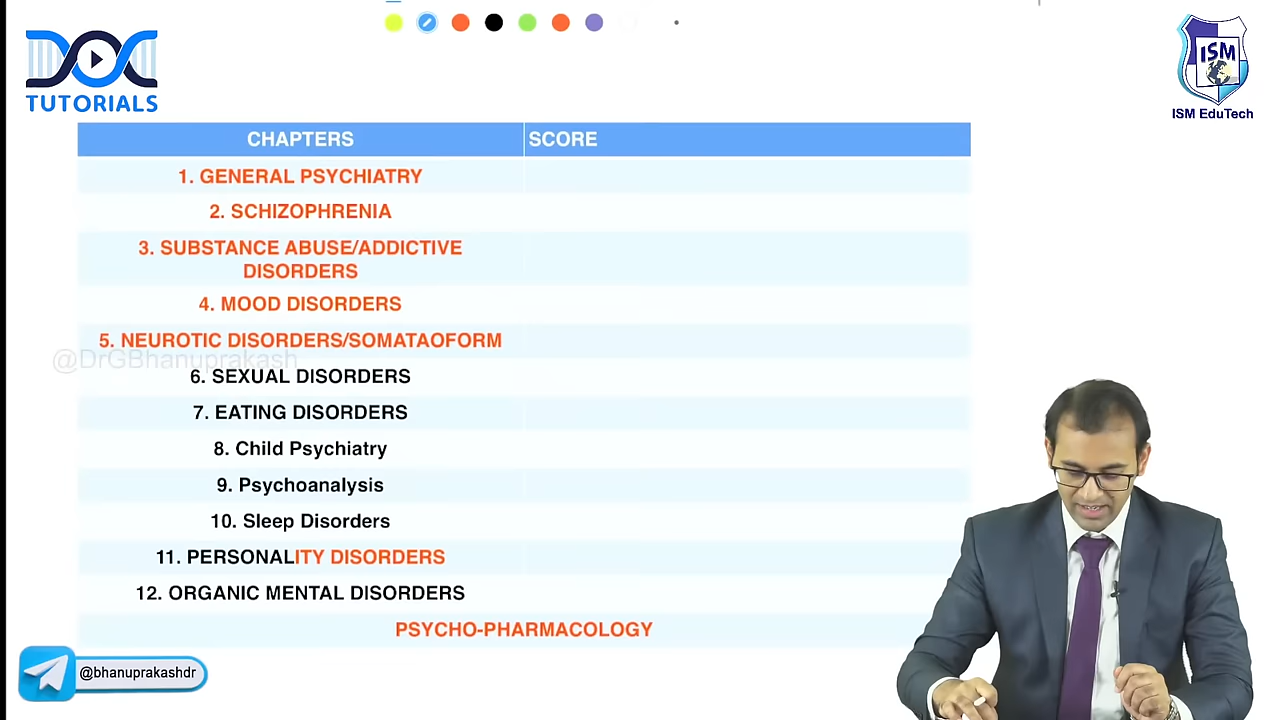 DOC
TUTORIALS
ISM
ISM EduTech
CHAPTERS SCORE
1. GENERAL PSYCHIATRY
2. SCHIZOPHRENIA
3. SUBSTANCE ABUSE/ADDICTIVE
DISORDERS
4. MOOD DISORDERS
5. NEUROTIC DISORDERS/SOMATAOFORM
@DrGBhanuprakash
6. SEXUAL DISORDERS
7. EATING DISORDERS
8. Child Psychiatry
9. Psychoanalysis
10. Sleep Disorders
11. PERSONALITY DISORDERS
12. ORGANIC MENTAL DISORDERS
PSYCHO-PHARMACOLOGY
@bhanuprakashdr